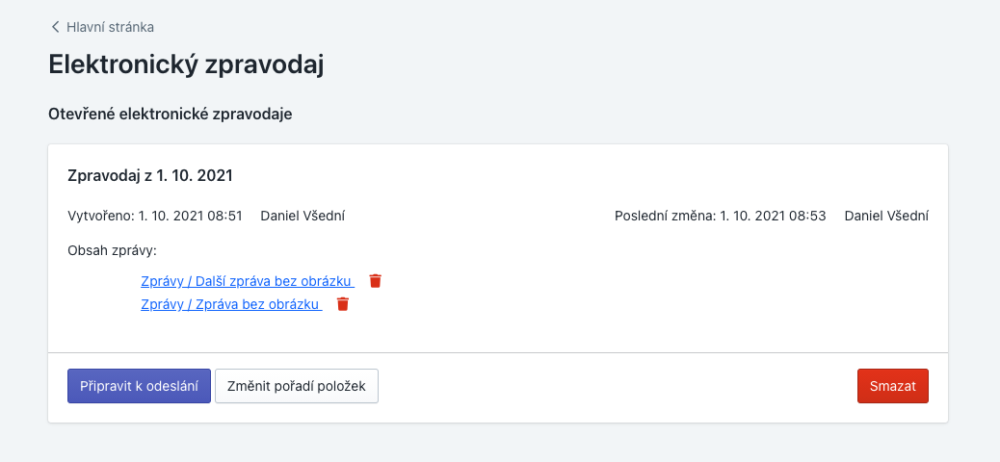 Hlavní stránka
Elektronický zpravodaj
Otevřené elektronické zpravodaje
Zpravodaj z 1. 10. 2021
Vytvořeno: 1. 10. 2021 08:51 Daniel Všední Poslední změna: 1. 10. 2021 08:53 Daniel Všední
Obsah zprávy:
Zprávy / Další zpráva bez obrázku
Zprávy / Zpráva bez obrázku
Připravit k odeslání Změnit pořadí položek Smazat